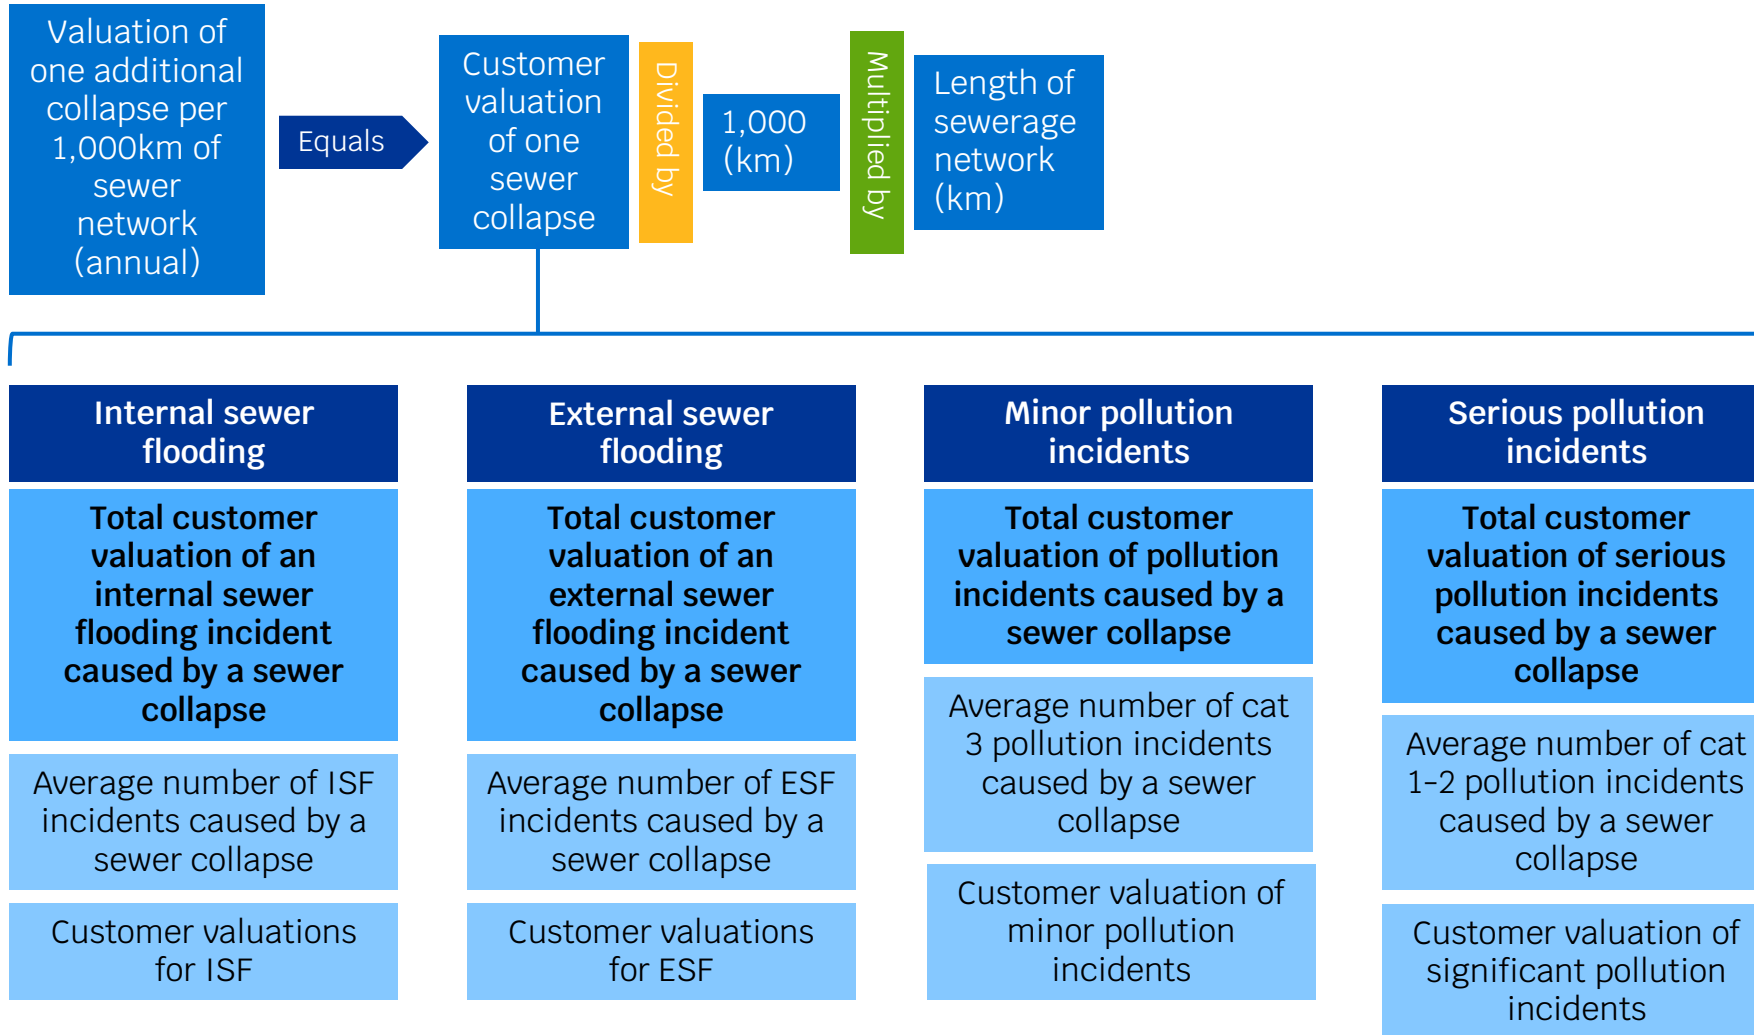 Valuation of
one additional
collapse per
1,000km of
sewer
network
(annual)
Equals
Customer
valuation
of one
sewer
collapse
Divided by
1,000
(km)
Multiplied by
Length of
sewerage
network
(km)
Internal sewer
flooding
Total customer
valuation of an
internal sewer
flooding incident
caused by a sewer
collapse
Average number of ISF
incidents caused by a
sewer collapse
Customer valuations
for ISF
External sewer
flooding
Total customer
valuation of an
external sewer
flooding incident
caused by a sewer
collapse
Average number of ESF
incidents caused by a
sewer collapse
Customer valuations
for ESF
Minor pollution
incidents
Total customer
valuation of pollution
incidents caused by a
sewer collapse
Average number of cat
3 pollution incidents
caused by a sewer
collapse
Customer valuation of
minor pollution
incidents
Serious pollution
incidents
Total customer
valuation of serious
pollution incidents
caused by a sewer
collapse
Average number of cat
1-2 pollution incidents
caused by a sewer
collapse
Customer valuation of
significant pollution
incidents